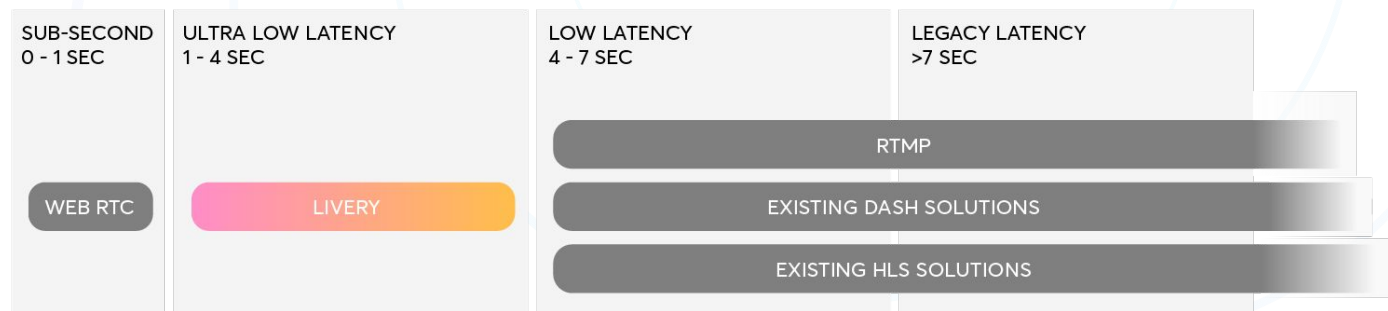 SUB-SECOND
0 - 1 SEC
ULTRA LOW LATENCY
1 - 4 SEC
LOW LATENCY
4 - 7 SEC
LEGACY LATENCY
>7 SEC
RTMP
WEB RTC
LIVERY
EXISTING DASH SOLUTIONS
EXISTING HLS SOLUTIONS